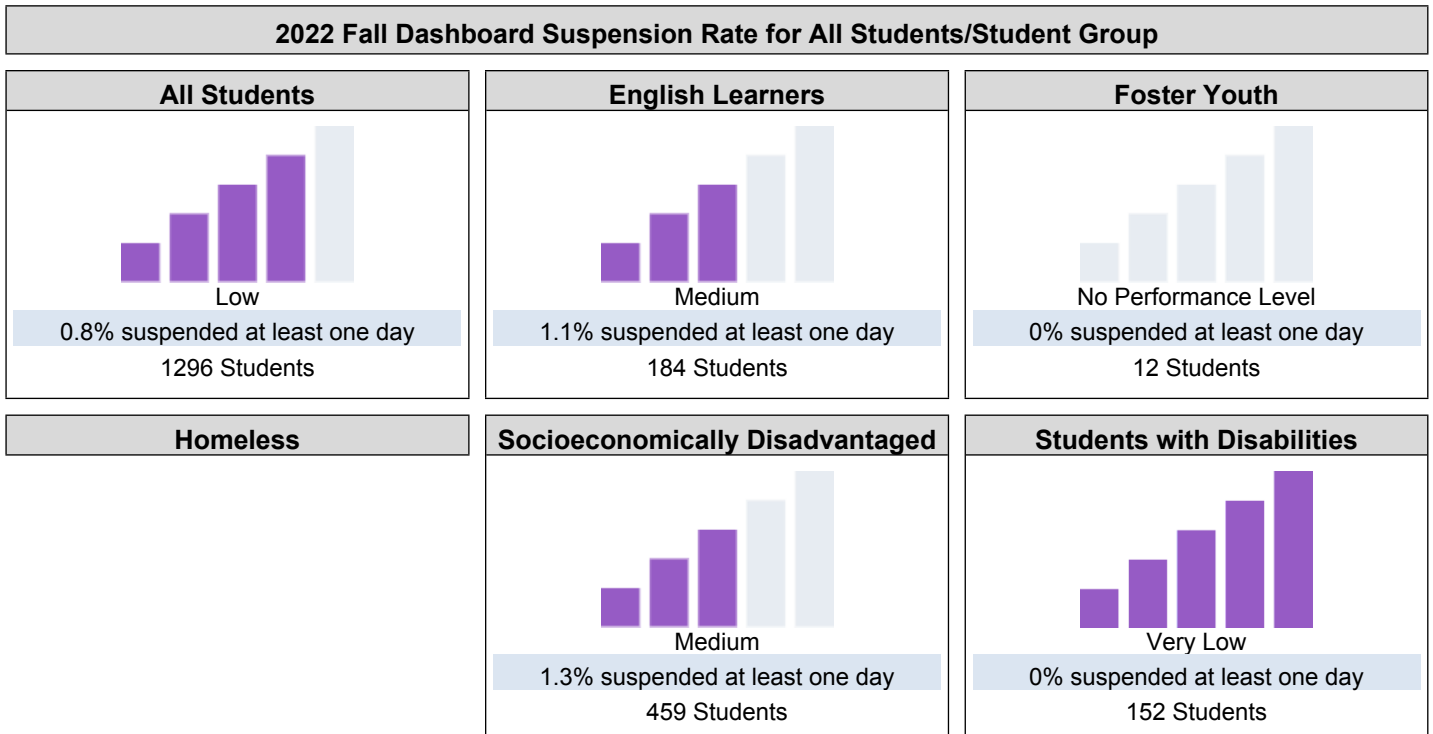 2022 Fall Dashboard Suspension Rate for All Students/Student Group
All Students
Low
0.8% suspended at least one day
1296 Students
English Learners
Medium
1.1% suspended at least one day
184 Students
Foster Youth
No Performance Level
0% suspended at least one day
12 Students
Homeless
Socioeconomically Disadvantaged
Medium
1.3% suspended at least one day
459 Students
Students with Disabilities
Very Low
0% suspended at least one day
152 Students